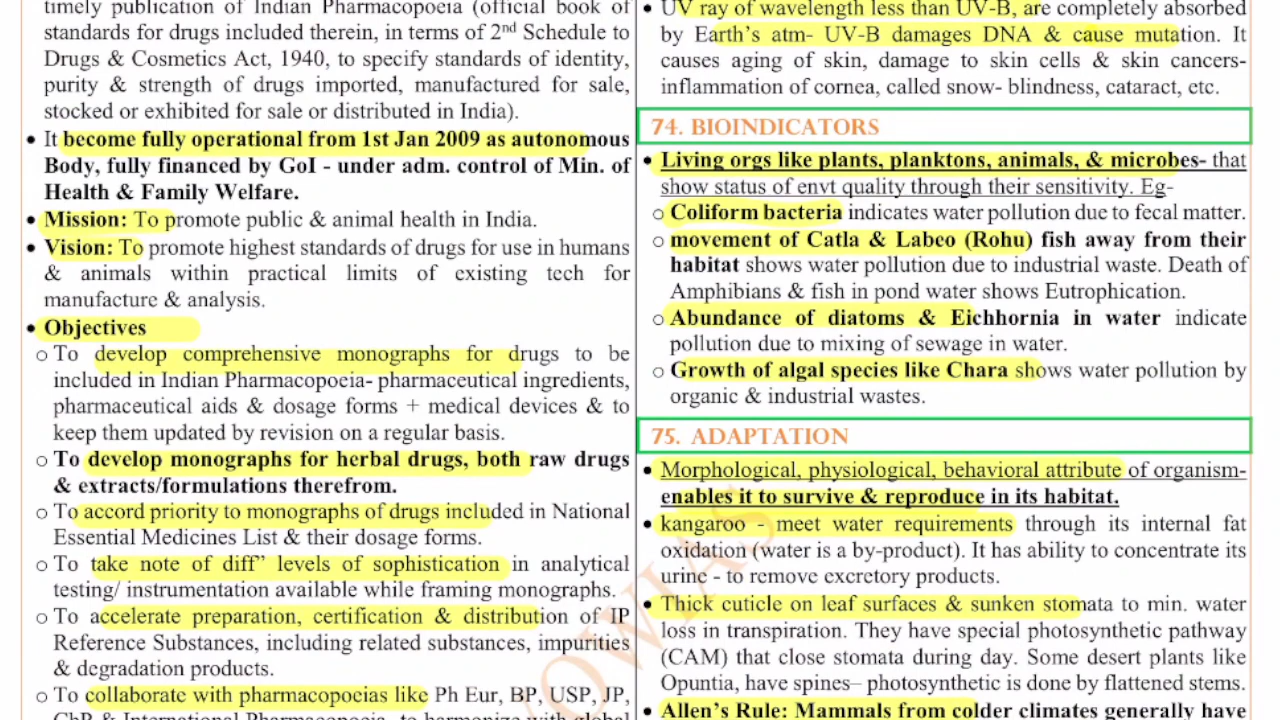 timely publication of Indian Pharmacopoeia (official book of
standards for drugs included therein, in terms of 2nd Schedule to
Drugs & Cosmetics Act, 1940, to specify standards of identity,
purity & strength of drugs imported, manufactured for sale,
stocked or exhibited for sale or distributed in India).
• It become fully operational from 1st Jan 2009 as autonomous
Body, fully financed by GoI - under adm. control of Min. of
Health & Family Welfare.
• Mission: To promote public & animal health in India.
• Vision: To promote highest standards of drugs for use in humans
& animals within practical limits of existing tech for
manufacture & analysis.
• Objectives
o To develop comprehensive monographs for drugs to be
included in Indian Pharmacopoeia- pharmaceutical ingredients,
pharmaceutical aids & dosage forms + medical devices & to
keep them updated by revision on a regular basis.
o To develop monographs for herbal drugs, both raw drugs
& extracts/formulations therefrom.
o To accord priority to monographs of drugs included in National
Essential Medicines List & their dosage forms.
o To take note of diff” levels of sophistication in analytical
testing/ instrumentation available while framing monographs.
o To accelerate preparation, certification & distribution of IP
Reference Substances, including related substances, impurities
& degradation products.
o To collaborate with pharmacopoeias like Ph Eur, BP, USP, JP,
ChP & International Pharmacopoeia- to harmonize with global
• UV ray of wavelength less than UV-B, are completely absorbed
by Earth’s atm- UV-B damages DNA & cause mutation. It
causes aging of skin, damage to skin cells & skin cancers-
inflammation of cornea, called snow- blindness, cataract, etc.
74. BIOINDICATORS
• Living orgs like plants, planktons, animals, & microbes- that
show status of envt quality through their sensitivity. Eg-
o Coliform bacteria indicates water pollution due to fecal matter.
o movement of Catla & Labeo (Rohu) fish away from their
habitat shows water pollution due to industrial waste. Death of
Amphibians & fish in pond water shows Eutrophication.
o Abundance of diatoms & Eichhornia in water indicate
pollution due to mixing of sewage in water.
o Growth of algal species like Chara shows water pollution by
organic & industrial wastes.
75. ADAPTATION
• Morphological, physiological, behavioral attribute of organism-
enables it to survive & reproduce in its habitat.
• kangaroo - meet water requirements through its internal fat
oxidation (water is a by-product). It has ability to concentrate its
urine - to remove excretory products.
• Thick cuticle on leaf surfaces & sunken stomata to min. water
loss in transpiration. They have special photosynthetic pathway
(CAM) that close stomata during day. Some desert plants like
Opuntia, have spines– photosynthetic is done by flattened stems.
• Allen’s Rule: Mammals from colder climates generally have
OWIAS